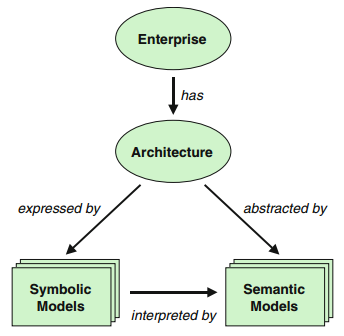 Enterprise
has
Architecture
expressed by
abstracted by
Symbolic
Models
interpreted by
Semantic
Models